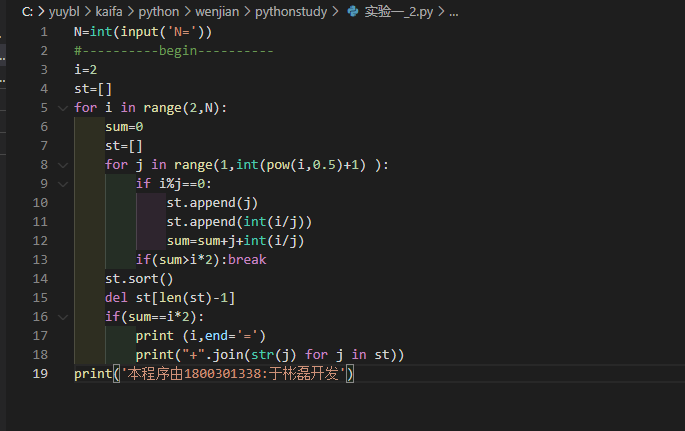 C: > yuybl > kaifa > python > wenjian > pythonstudy > 实验一_2.py > ...
1 N=int(input('N='))
2 #----------begin----------
3 i=2
4 st=[]
5 for i in range(2,N):
6 sum=0
7 st=[]
8 for j in range(1,int(pow(i,0.5)+1) ):
9 if i%j==0:
10 st.append(j)
11 st.append(int(i/j))
12 sum=sum+j+int(i/j)
13 if(sum>i*2):break
14 st.sort()
15 del st[len(st)-1]
16 if(sum==i*2):
17 print (i,end='=')
18 print("+".join(str(j) for j in st))
19 print('本程序由1800301338:于彬磊开发')